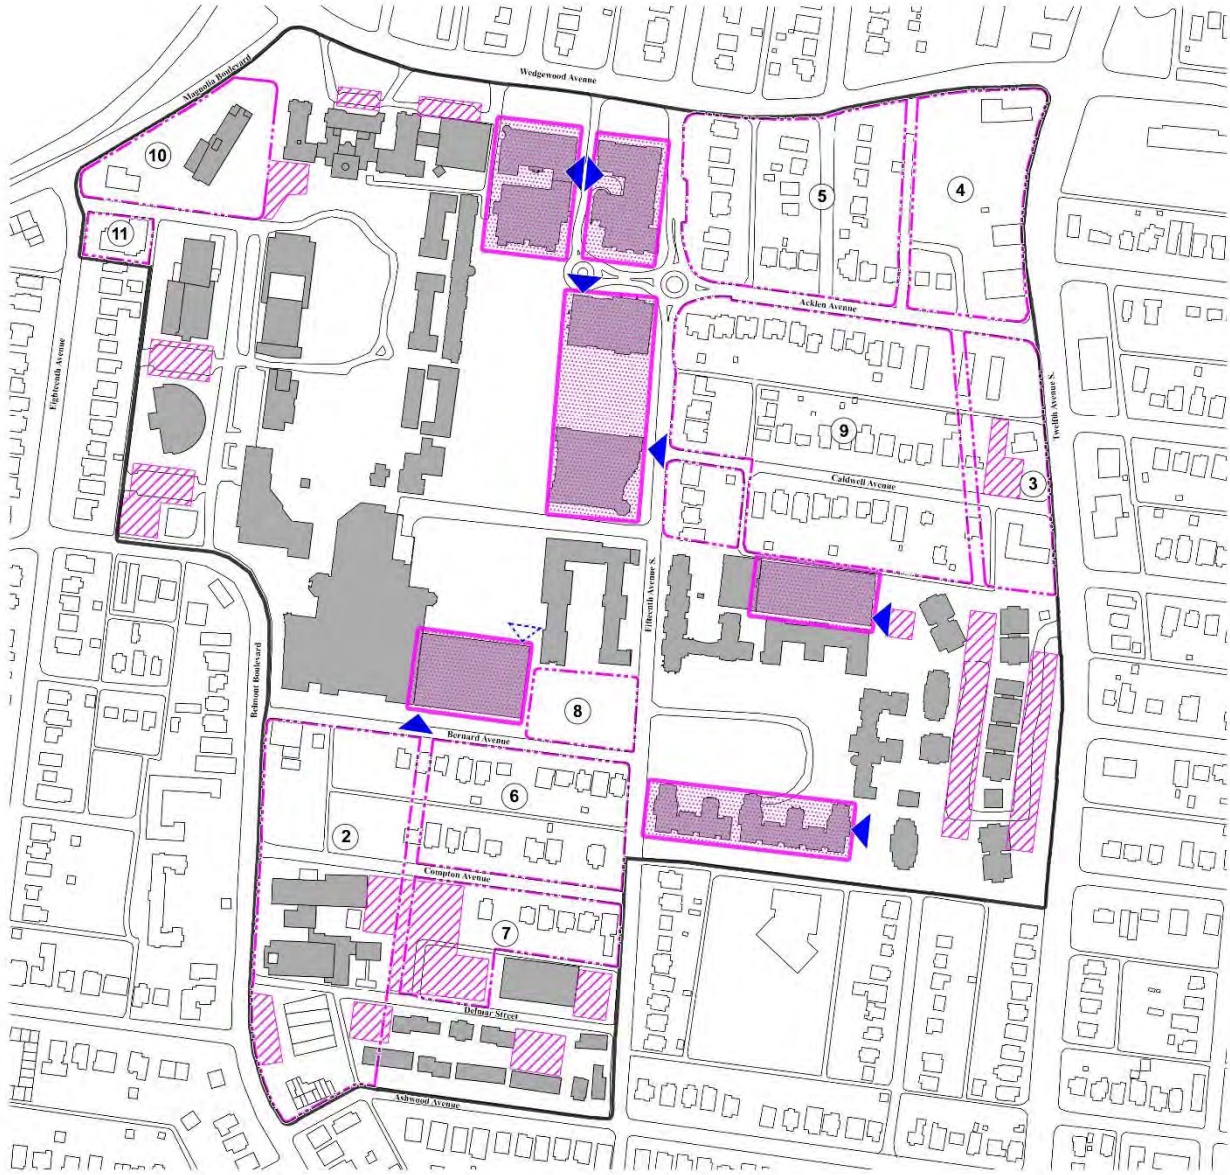 Wedgewood Avenue
Magnolia Boulevard
10
5
4
11
Acklen Avenue
Eighteenth Avenue
Twelfth Avenue S.
9
Caldwell Avenue
3
Fifteenth Avenue S.
Belmont Boulevard
8
Bernard Avenue
6
2
Compton Avenue
7
Delmar Street
Ashwood Avenue